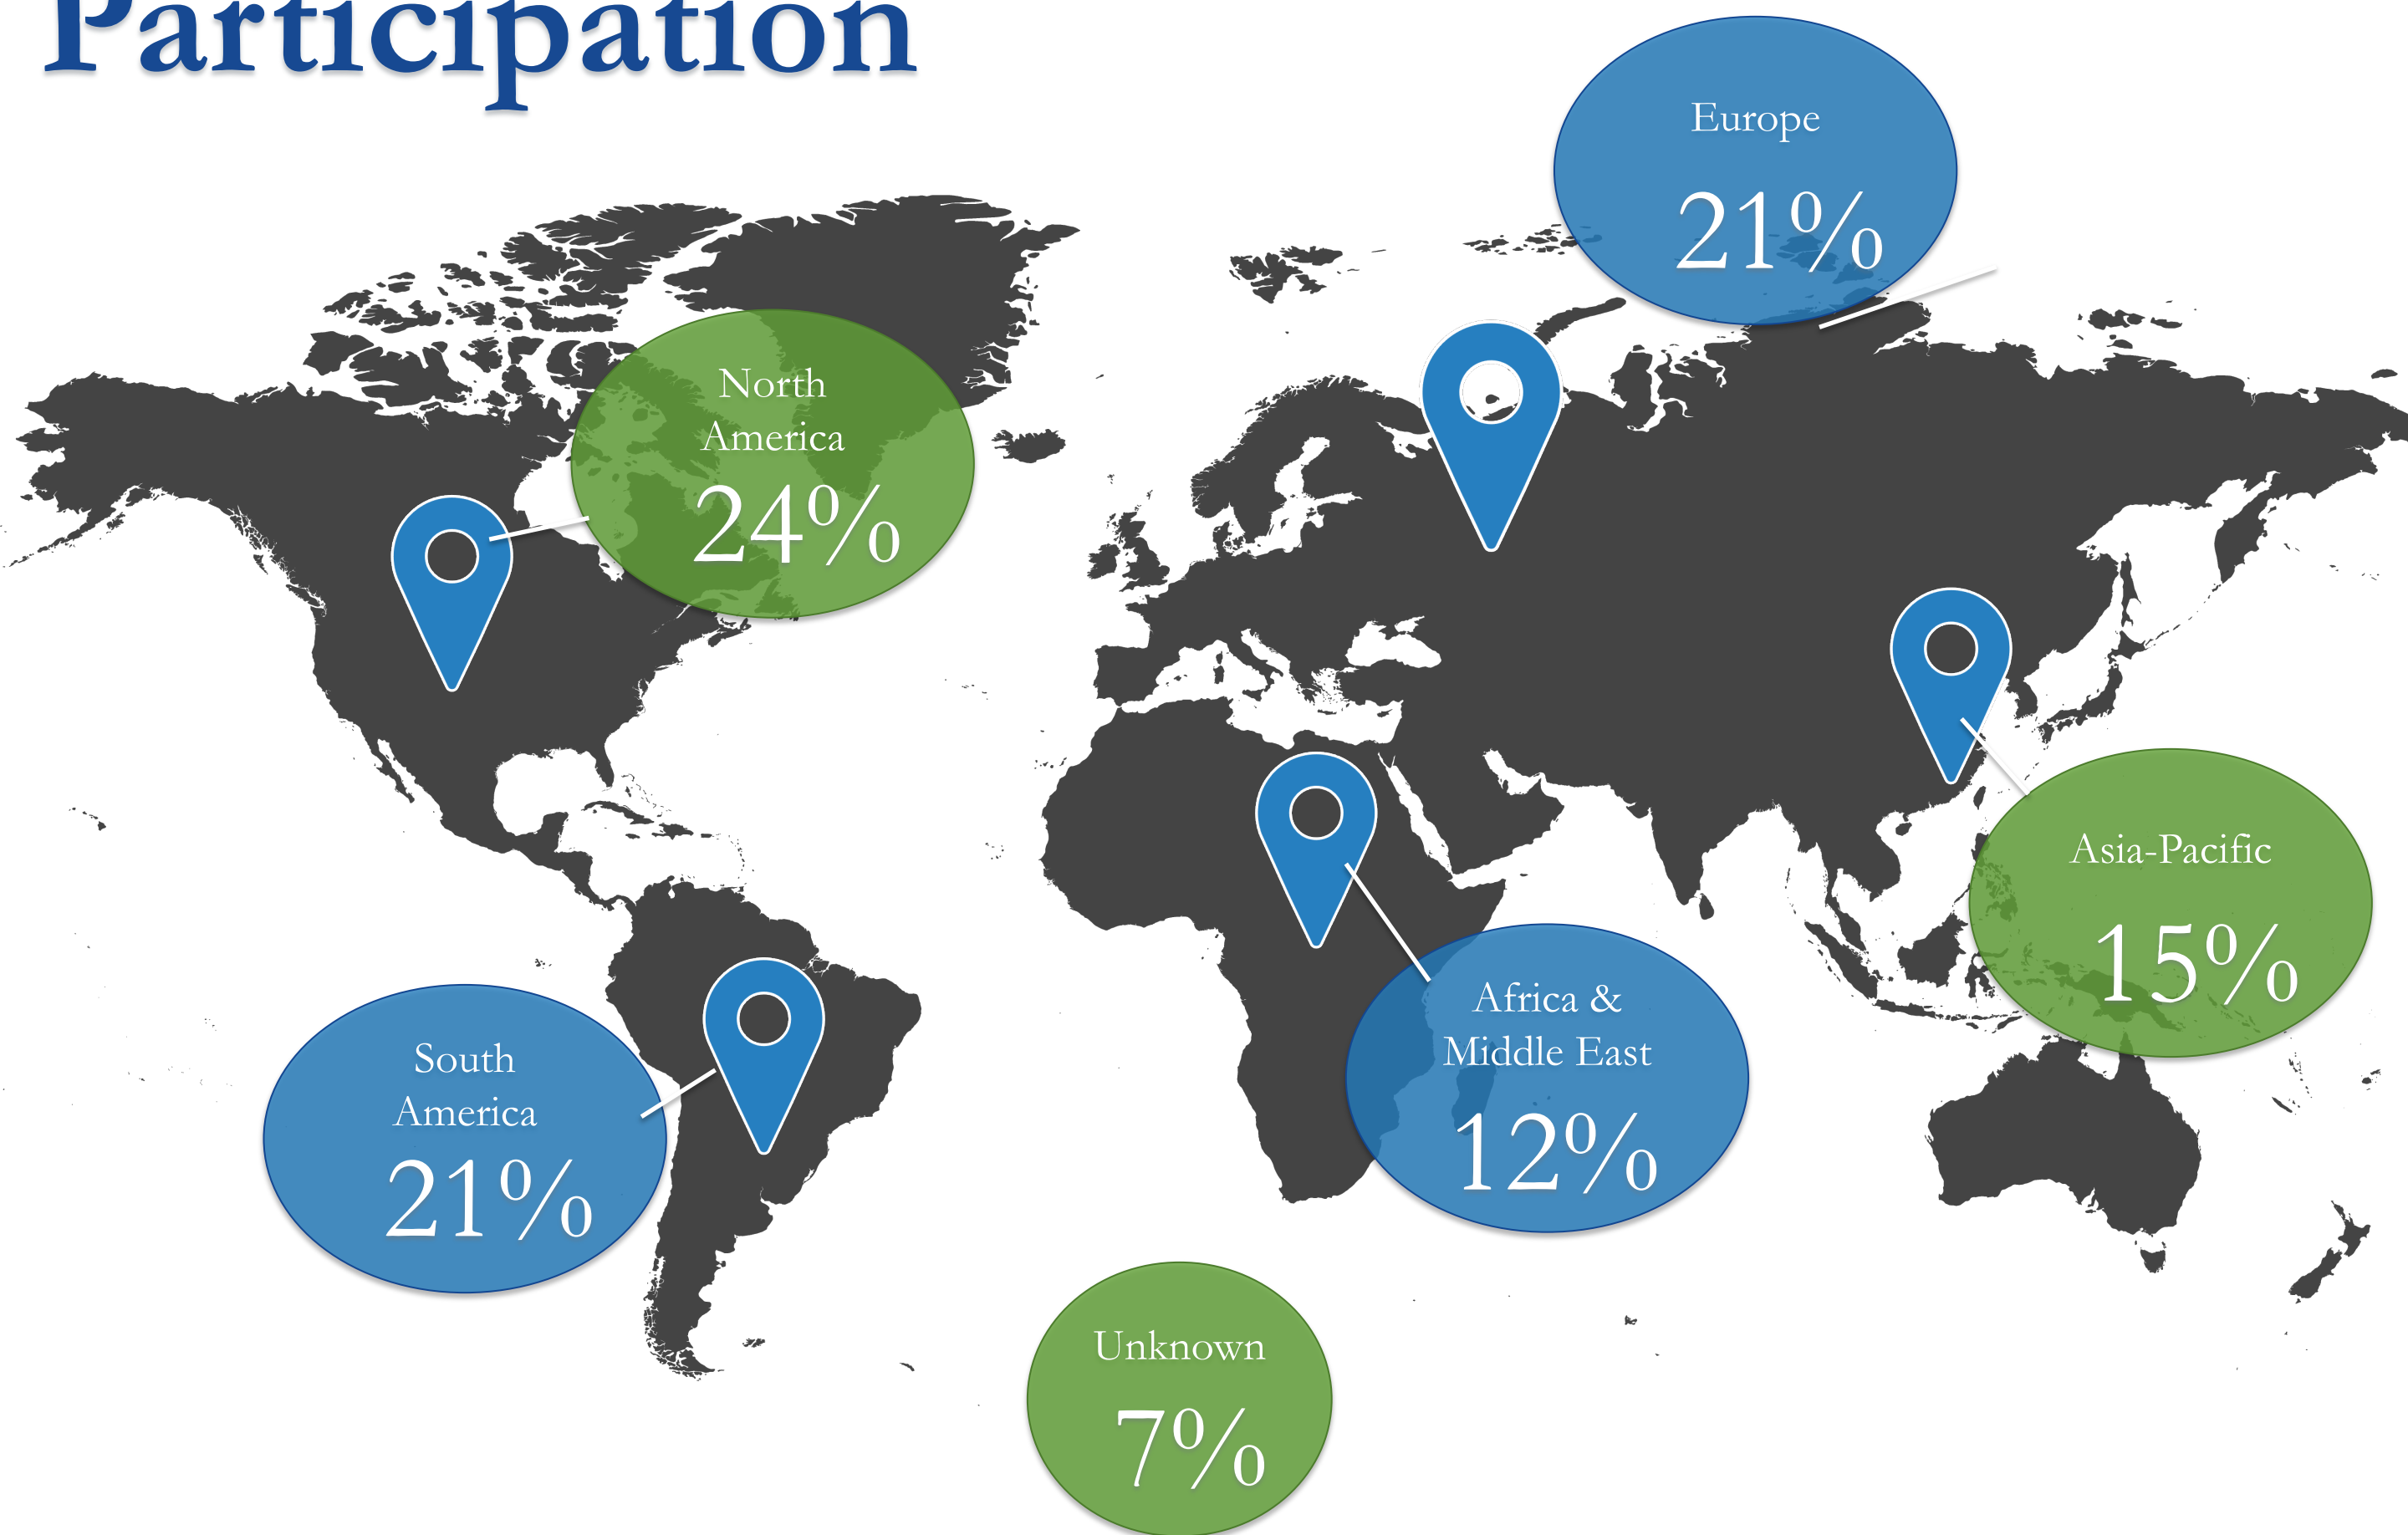 Participation
Europe
21%
North
America
24%
Asia-Pacific
15%
Africa &
Middle East
12%
South
America
21%
Unknown
7%